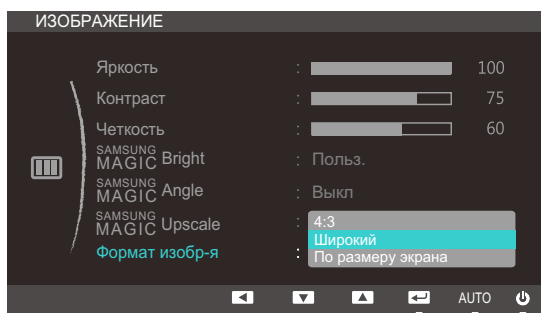 ИЗОБРАЖЕНИЕ
Яркость : 100
Контраст : 75
Четкость : 60
SAMSUNG MAGIC Bright : Польз.
SAMSUNG MAGIC Angle : Выкл
SAMSUNG MAGIC Upscale :
4:3
Широкий
Формат изобр-я :
По размеру экрана
AUTO